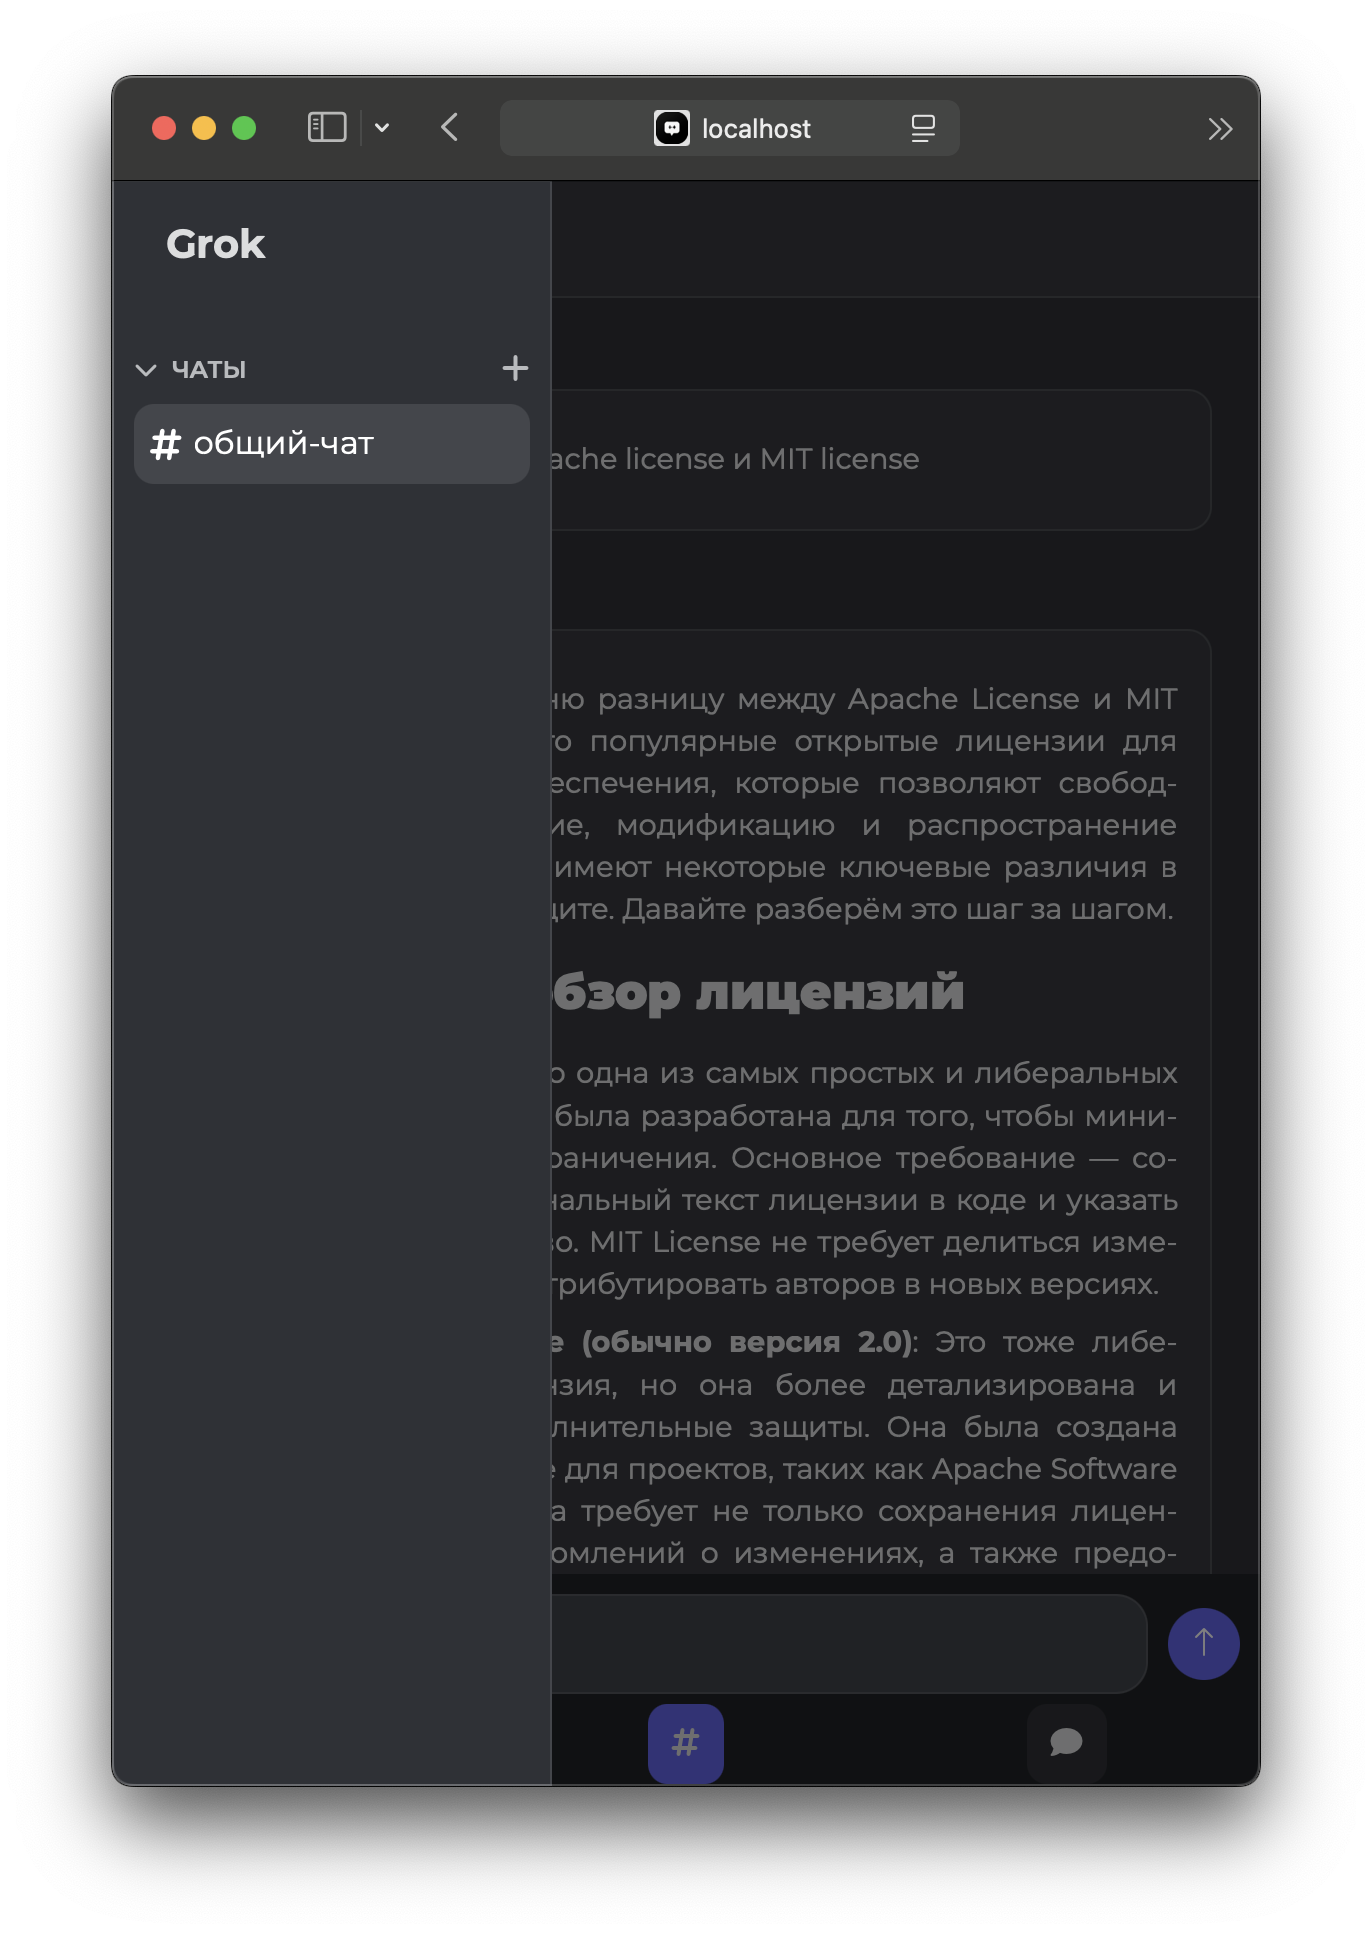 localhost
Grok
ЧАТЫ
# общий-чат
ache license и MIT license
ню разницу между Apache License и MIT
то популярные открытые лицензии для
еспечения, которые позволяют свобод-
ие, модификацию и распространение
имеют некоторые ключевые различия в
щите. Давайте разберём это шаг за шагом.
бзор лицензий
о одна из самых простых и либеральных
была разработана для того, чтобы мини-
раничения. Основное требование — со-
нальный текст лицензии в коде и указать
во. MIT License не требует делиться изме-
трибутировать авторов в новых версиях.
е (обычно версия 2.0): Это тоже либе-
нзия, но она более детализирована и
лнительные защиты. Она была создана
е для проектов, таких как Apache Software
а требует не только сохранения лицен-
омлений о изменениях, а также предо-
#